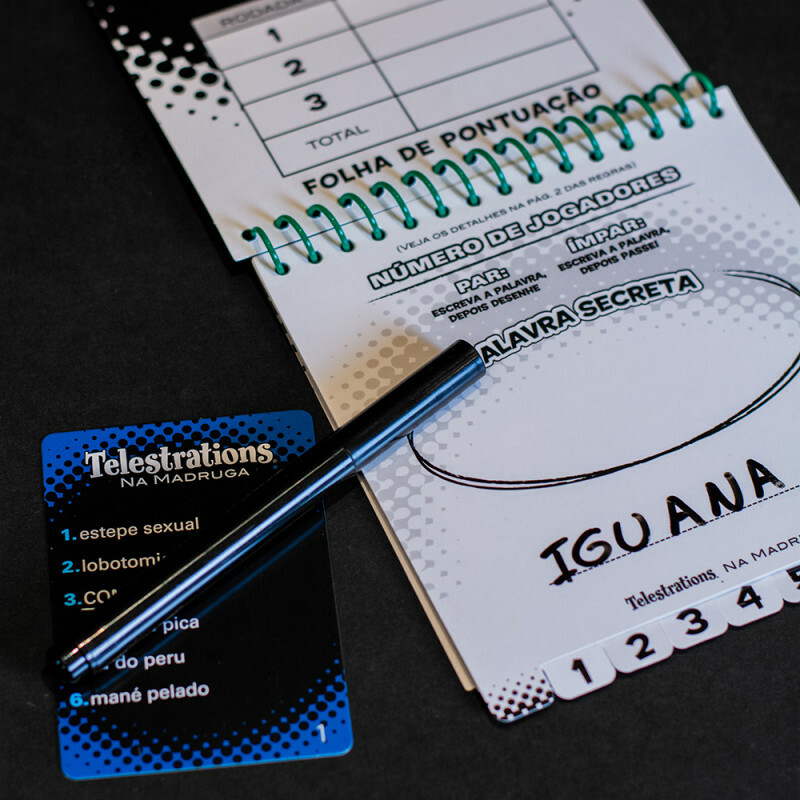 RODADA
1
2
3
TOTAL
FOLHA DE PONTUAÇÃO
(VEJA OS DETALHES NA PÁG. 2 DAS REGRAS)
NÚMERO DE JOGADORES
PAR:
ESCREVA A PALAVRA,
DEPOIS DESENHE
ÍMPAR:
ESCREVA A PALAVRA,
DEPOIS PASSE!
PALAVRA SECRETA
IGUANA
Telestrations NA MADRU
1 2 3 4 5
Telestrations
NA MADRUGA
1. estepe sexual
2. lobotomi
3. CO
pica
do peru
6. mané pelado
1